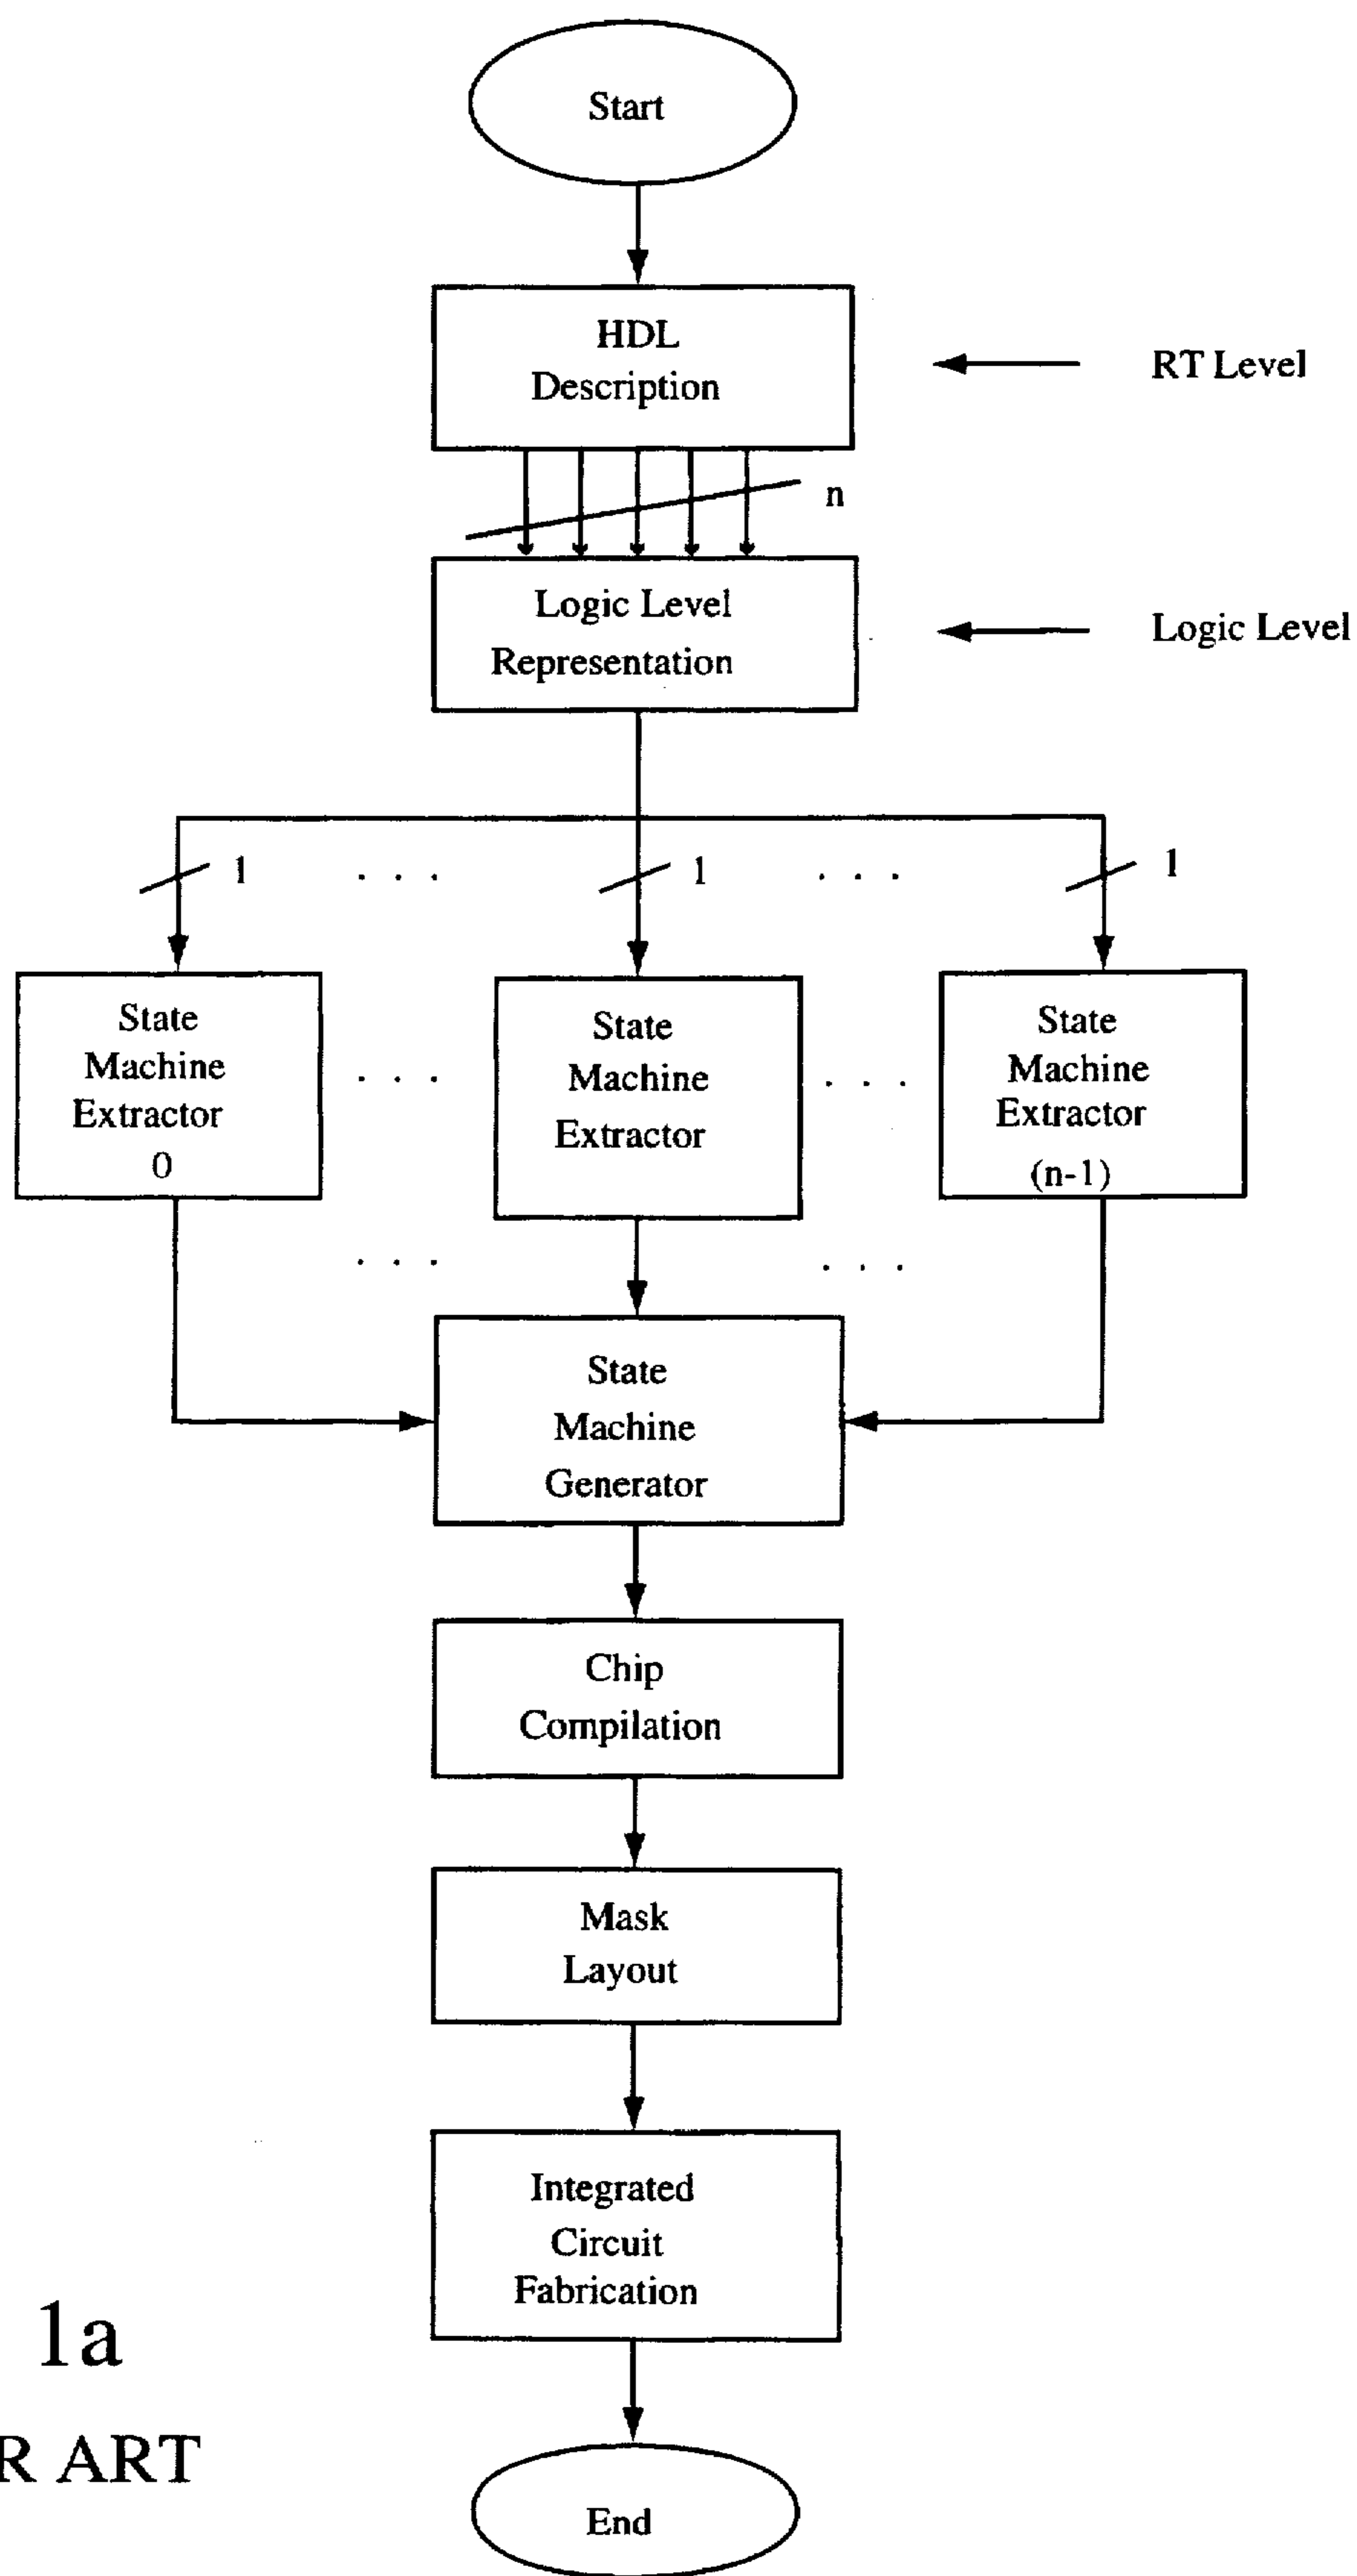 Start
HDL
Description
RT Level
n
Logic Level
Representation
Logic Level
1 . . . 1 . . . 1
State
Machine
Extractor
0
. . .
State
Machine
Extractor
. . .
State
Machine
Extractor
(n-1)
. . . . . .
State
Machine
Generator
Chip
Compilation
Mask
Layout
Integrated
Circuit
Fabrication
1a
R ART
End